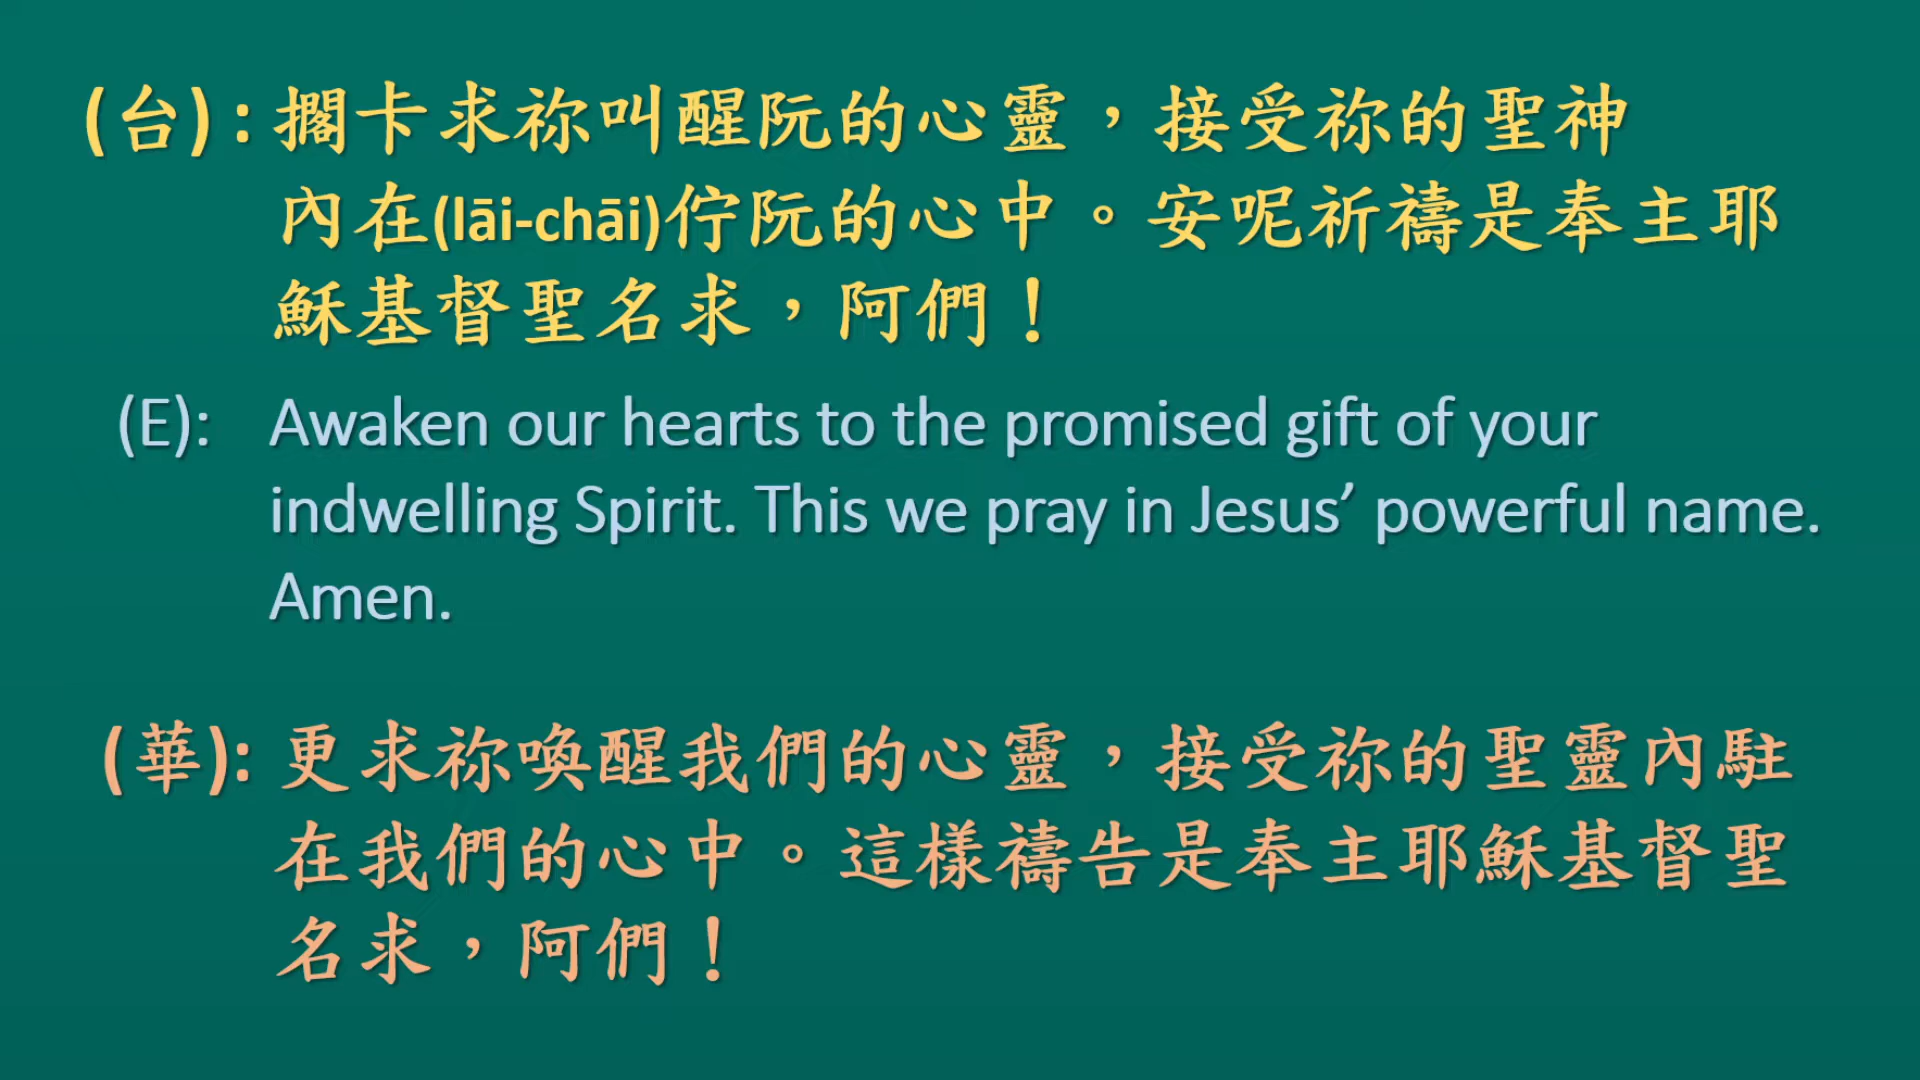 (台) : 擱卡求祢叫醒阮的心靈，接受祢的聖神
內在(lāi-chāi)佇阮的心中。安呢祈禱是奉主耶
穌基督聖名求，阿們！
(E): Awaken our hearts to the promised gift of your
indwelling Spirit. This we pray in Jesus’ powerful name.
Amen.
(華): 更求祢喚醒我們的心靈，接受祢的聖靈內駐
在我們的心中。這樣禱告是奉主耶穌基督聖
名求，阿們！